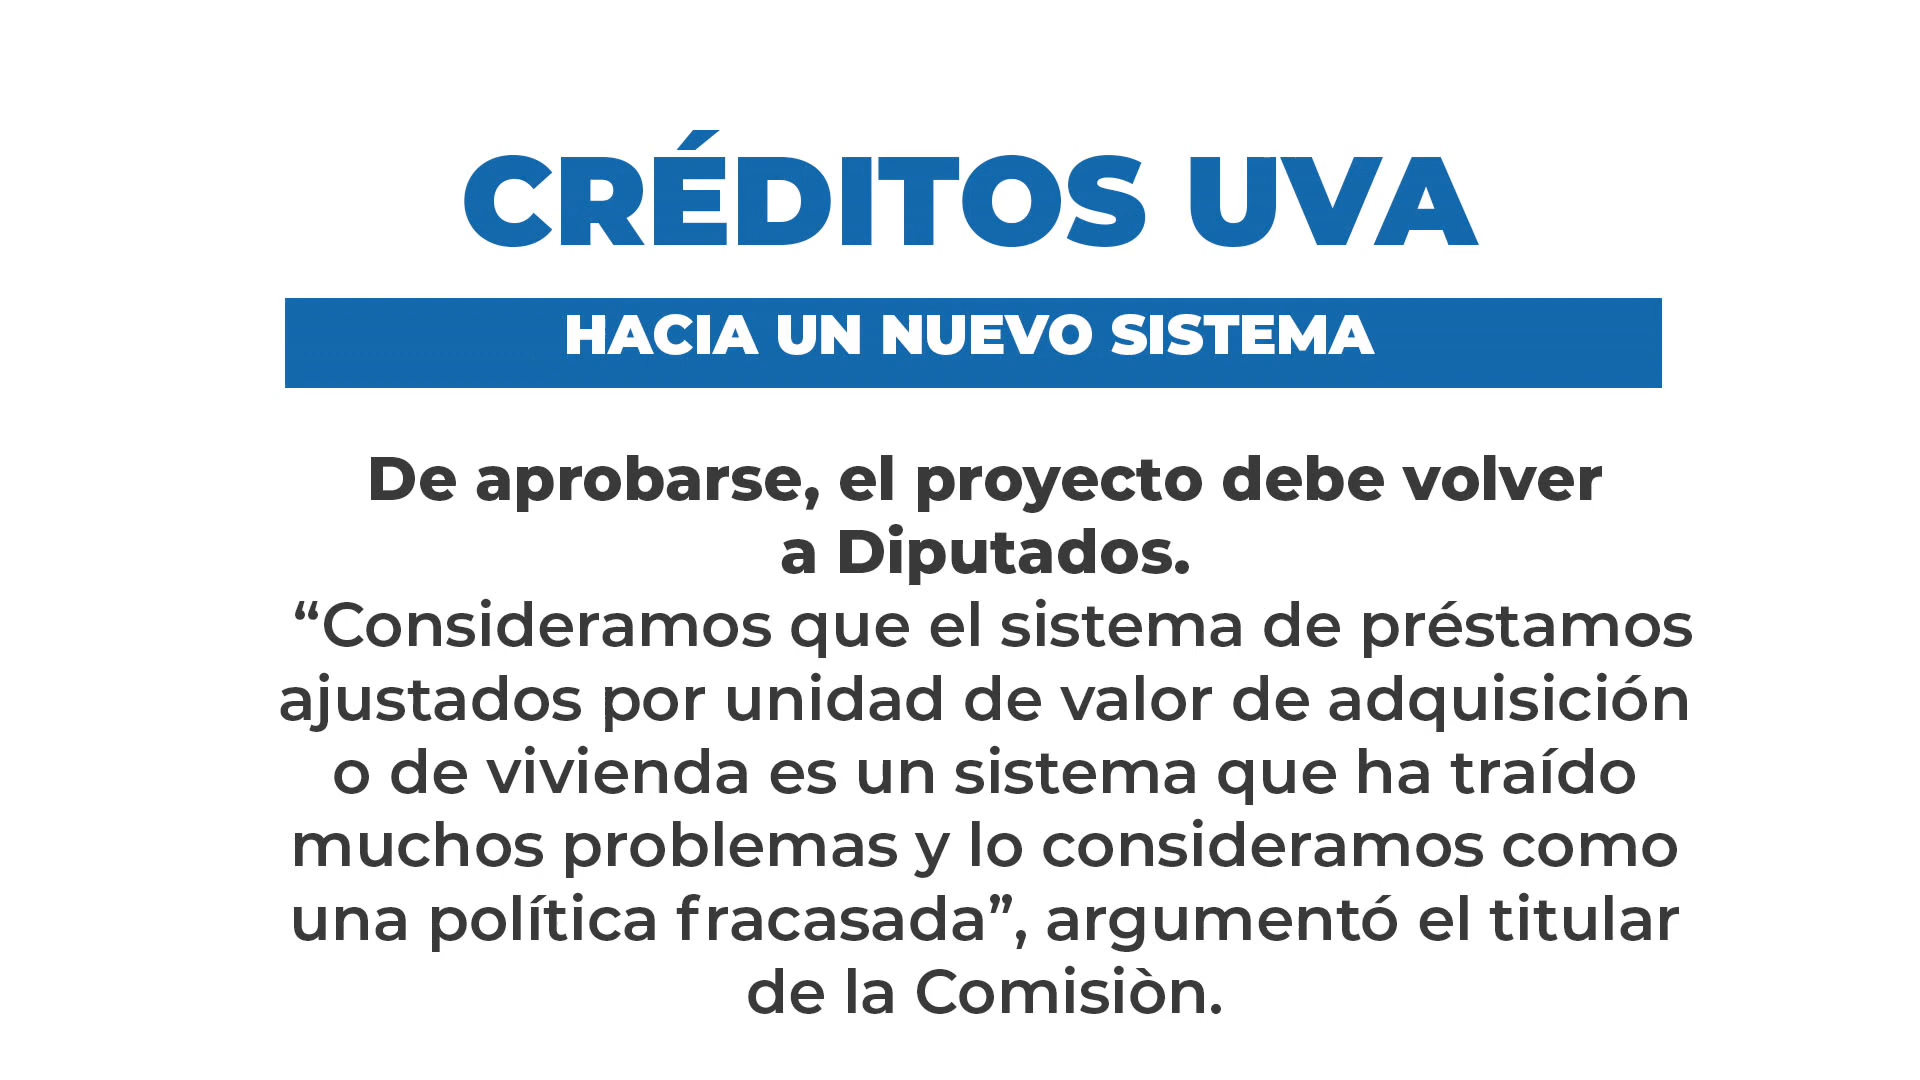 CRÉDITOS UVA
HACIA UN NUEVO SISTEMA
De aprobarse, el proyecto debe volver
a Diputados.
“Consideramos que el sistema de préstamos
ajustados por unidad de valor de adquisición
o de vivienda es un sistema que ha traído
muchos problemas y lo consideramos como
una política fracasada”, argumentó el titular
de la Comisiòn.